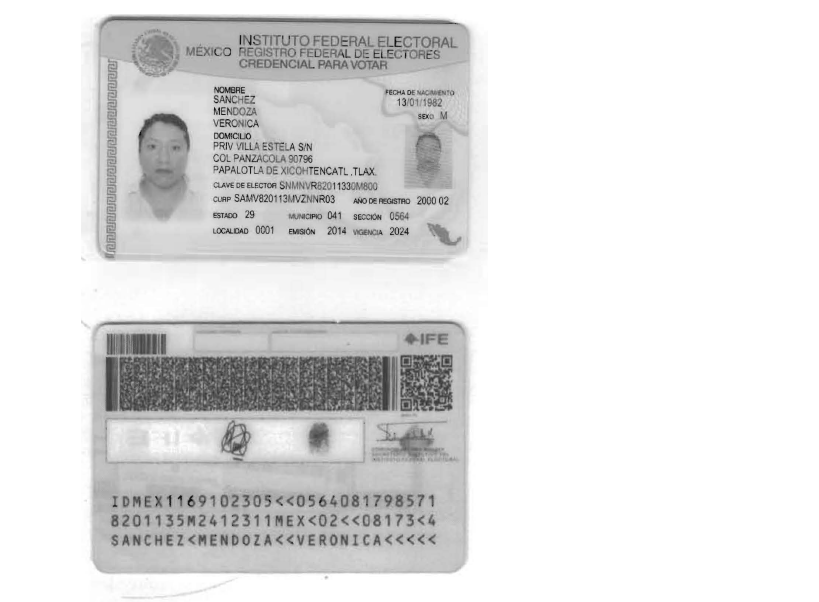 MÉXICO INSTITUTO FEDERAL ELECTORAL
REGISTRO FEDERAL DE ELECTORES
CREDENCIAL PARA VOTAR
NOMBRE
SANCHEZ
MENDOZA
VERONICA
FECHA DE NACIMIENTO
13/01/1982
SEXO M
DOMICILIO
PRIV VILLA ESTELA S/N
COL PANZACOLA 90796
PAPALOTLA DE XICOHTENCATL ,TLAX.
CLAVE DE ELECTOR SNMNVR82011330M800
CURP SAMV820113MVZNNR03 AÑO DE REGISTRO 2000 02
ESTADO 29 MUNICIPIO 041 SECCIÓN 0564
LOCALIDAD 0001 EMISIÓN 2014 VIGENCIA 2024
IFE
IDMEX1169102305<<0564081798571
8201135M2412311MEX<02<<08173<4
SANCHEZ<MENDOZA<<VERONICA<<<<<